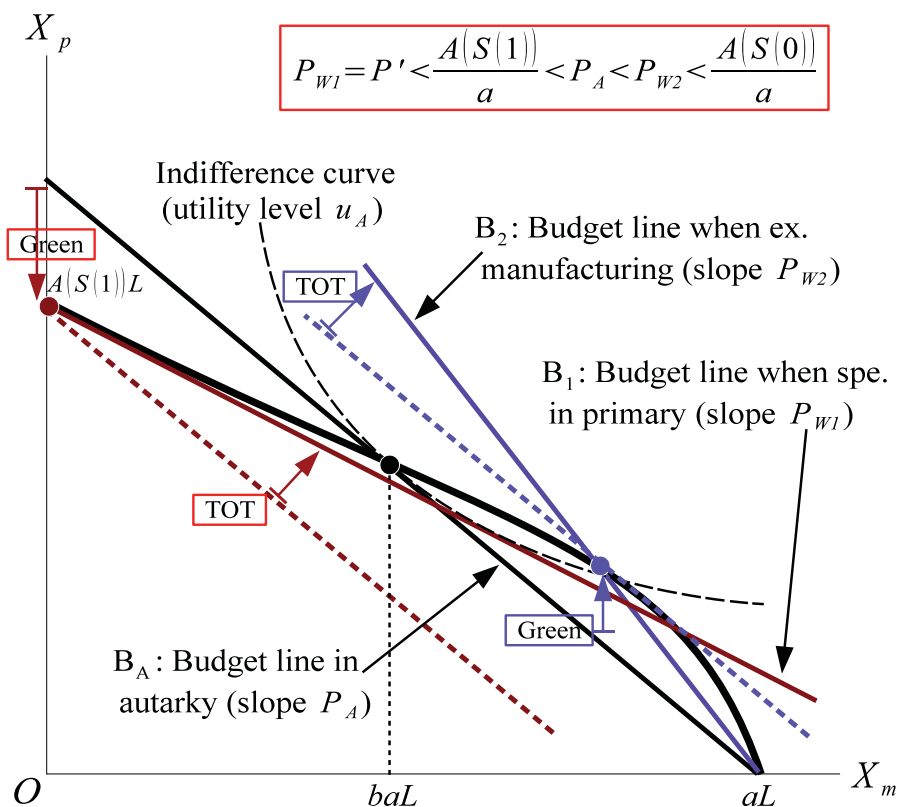 X_p
P_{W1} = P' < \frac{A(S(1))}{a} < P_A < P_{W2} < \frac{A(S(0))}{a}
Indifference curve
(utility level u_A)
B_2: Budget line when ex.
manufacturing (slope P_{W2})
Green
TOT
A(S(1))L
B_1: Budget line when spe.
in primary (slope P_{W1})
TOT
Green
B_A: Budget line in
autarky (slope P_A)
O
baL
aL
X_m